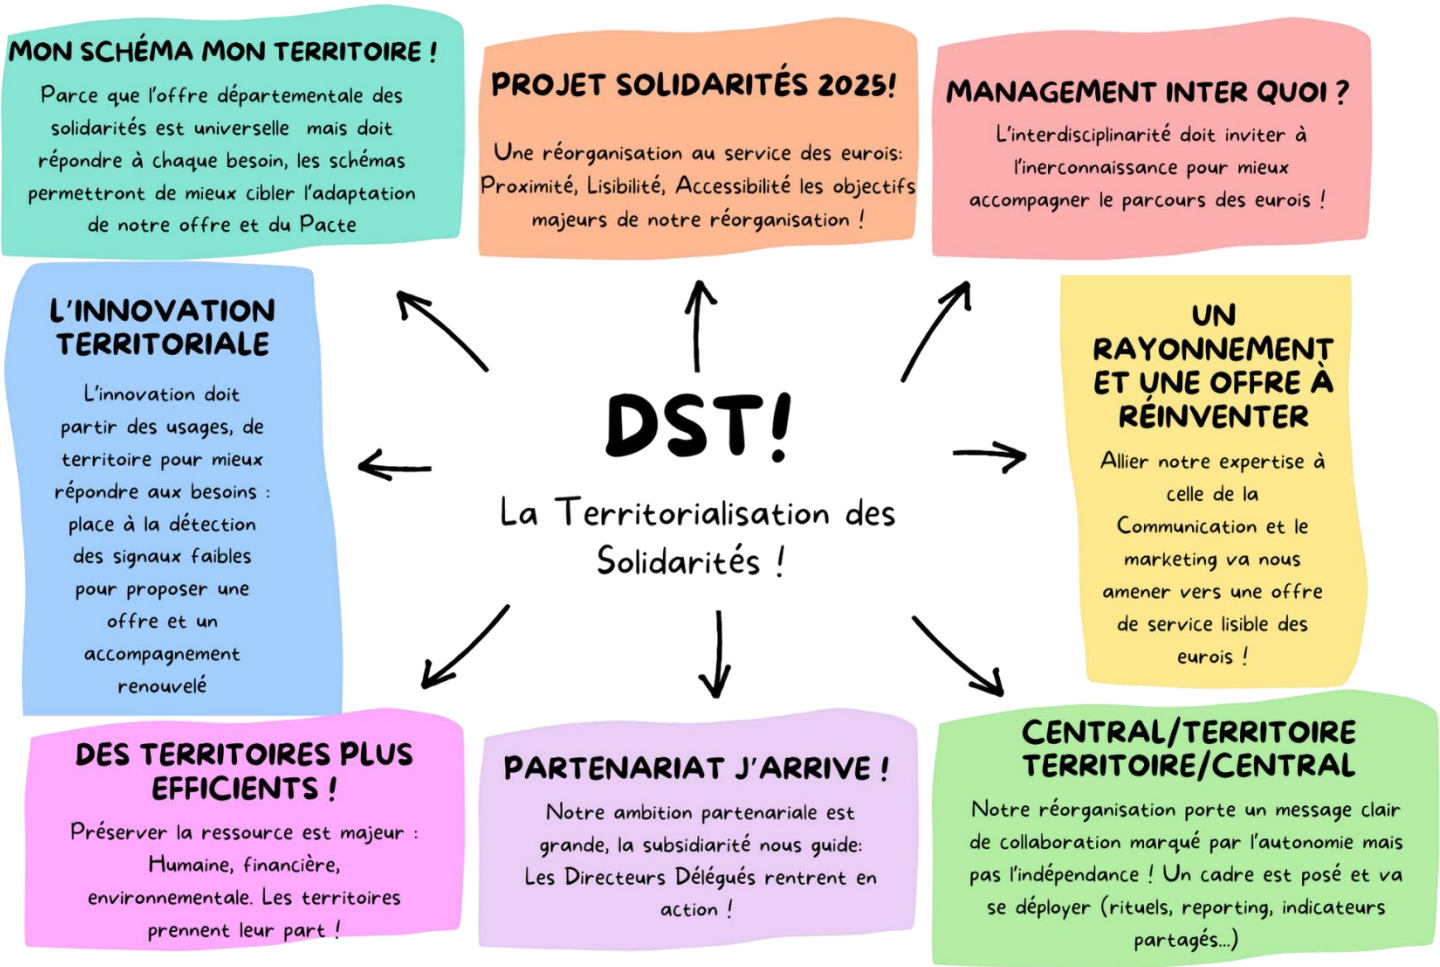 MON SCHÉMA MON TERRITOIRE !
Parce que l'offre départementale des
solidarités est universelle mais doit
répondre à chaque besoin, les schémas
permettront de mieux cibler l'adaptation
de notre offre et du Pacte
PROJET SOLIDARITÉS 2025!
Une réorganisation au service des eurois:
Proximité, Lisibilité, Accessibilité les objectifs
majeurs de notre réorganisation !
MANAGEMENT INTER QUOI ?
L'interdisciplinarité doit inviter à
l'inerconnaissance pour mieux
accompagner le parcours des eurois !
L'INNOVATION
TERRITORIALE
L'innovation doit
partir des usages, de
territoire pour mieux
répondre aux besoins :
place à la détection
des signaux faibles
pour proposer une
offre et un
accompagnement
renouvelé
DST!
La Territorialisation des
Solidarités !
UN
RAYONNEMENT
ET UNE OFFRE À
RÉINVENTER
Allier notre expertise à
celle de la
Communication et le
marketing va nous
amener vers une offre
de service lisible des
eurois !
DES TERRITOIRES PLUS
EFFICIENTS !
Préserver la ressource est majeur :
Humaine, financière,
environnementale. Les territoires
prennent leur part !
PARTENARIAT J'ARRIVE !
Notre ambition partenariale est
grande, la subsidiarité nous guide:
Les Directeurs Délégués rentrent en
action !
CENTRAL/TERRITOIRE
TERRITOIRE/CENTRAL
Notre réorganisation porte un message clair
de collaboration marqué par l'autonomie mais
pas l'indépendance ! Un cadre est posé et va
se déployer (rituels, reporting, indicateurs
partagés...)